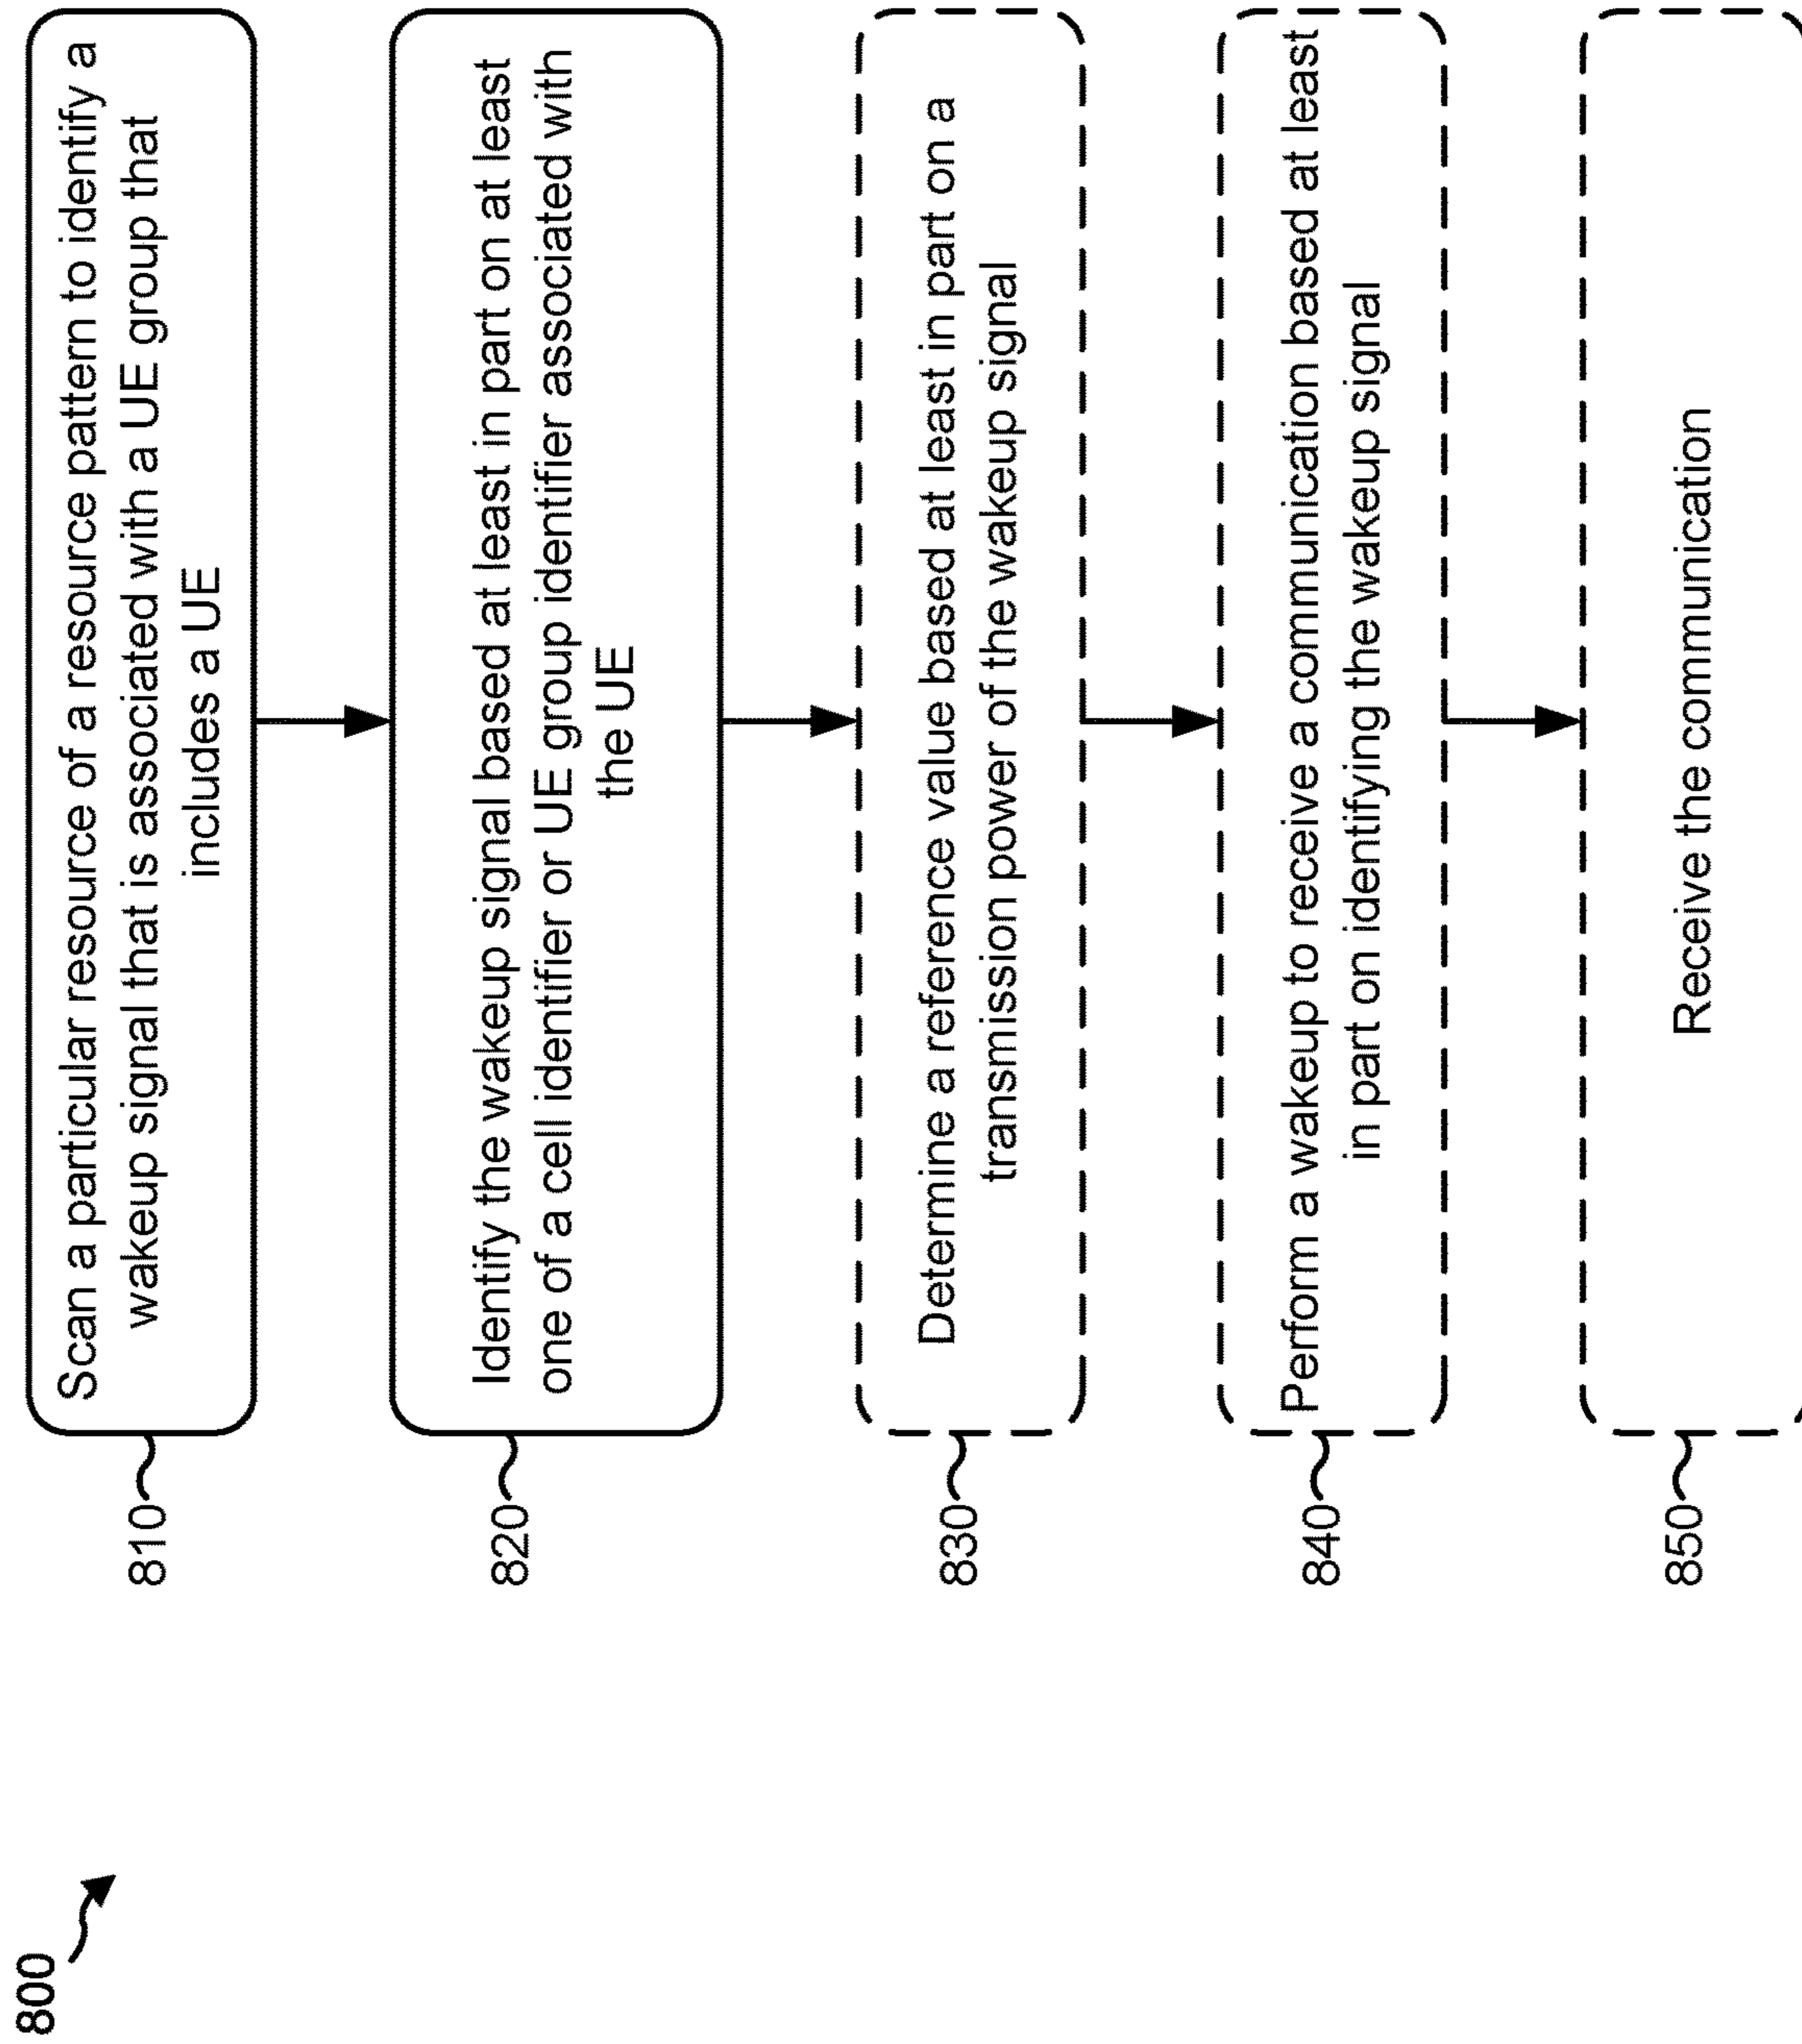 800
810
Scan a particular resource of a resource pattern to identify a
wakeup signal that is associated with a UE group that
includes a UE
820
Identify the wakeup signal based at least in part on at least
one of a cell identifier or UE group identifier associated with
the UE
830
Determine a reference value based at least in part on a
transmission power of the wakeup signal
840
Perform a wakeup to receive a communication based at least
in part on identifying the wakeup signal
850
Receive the communication